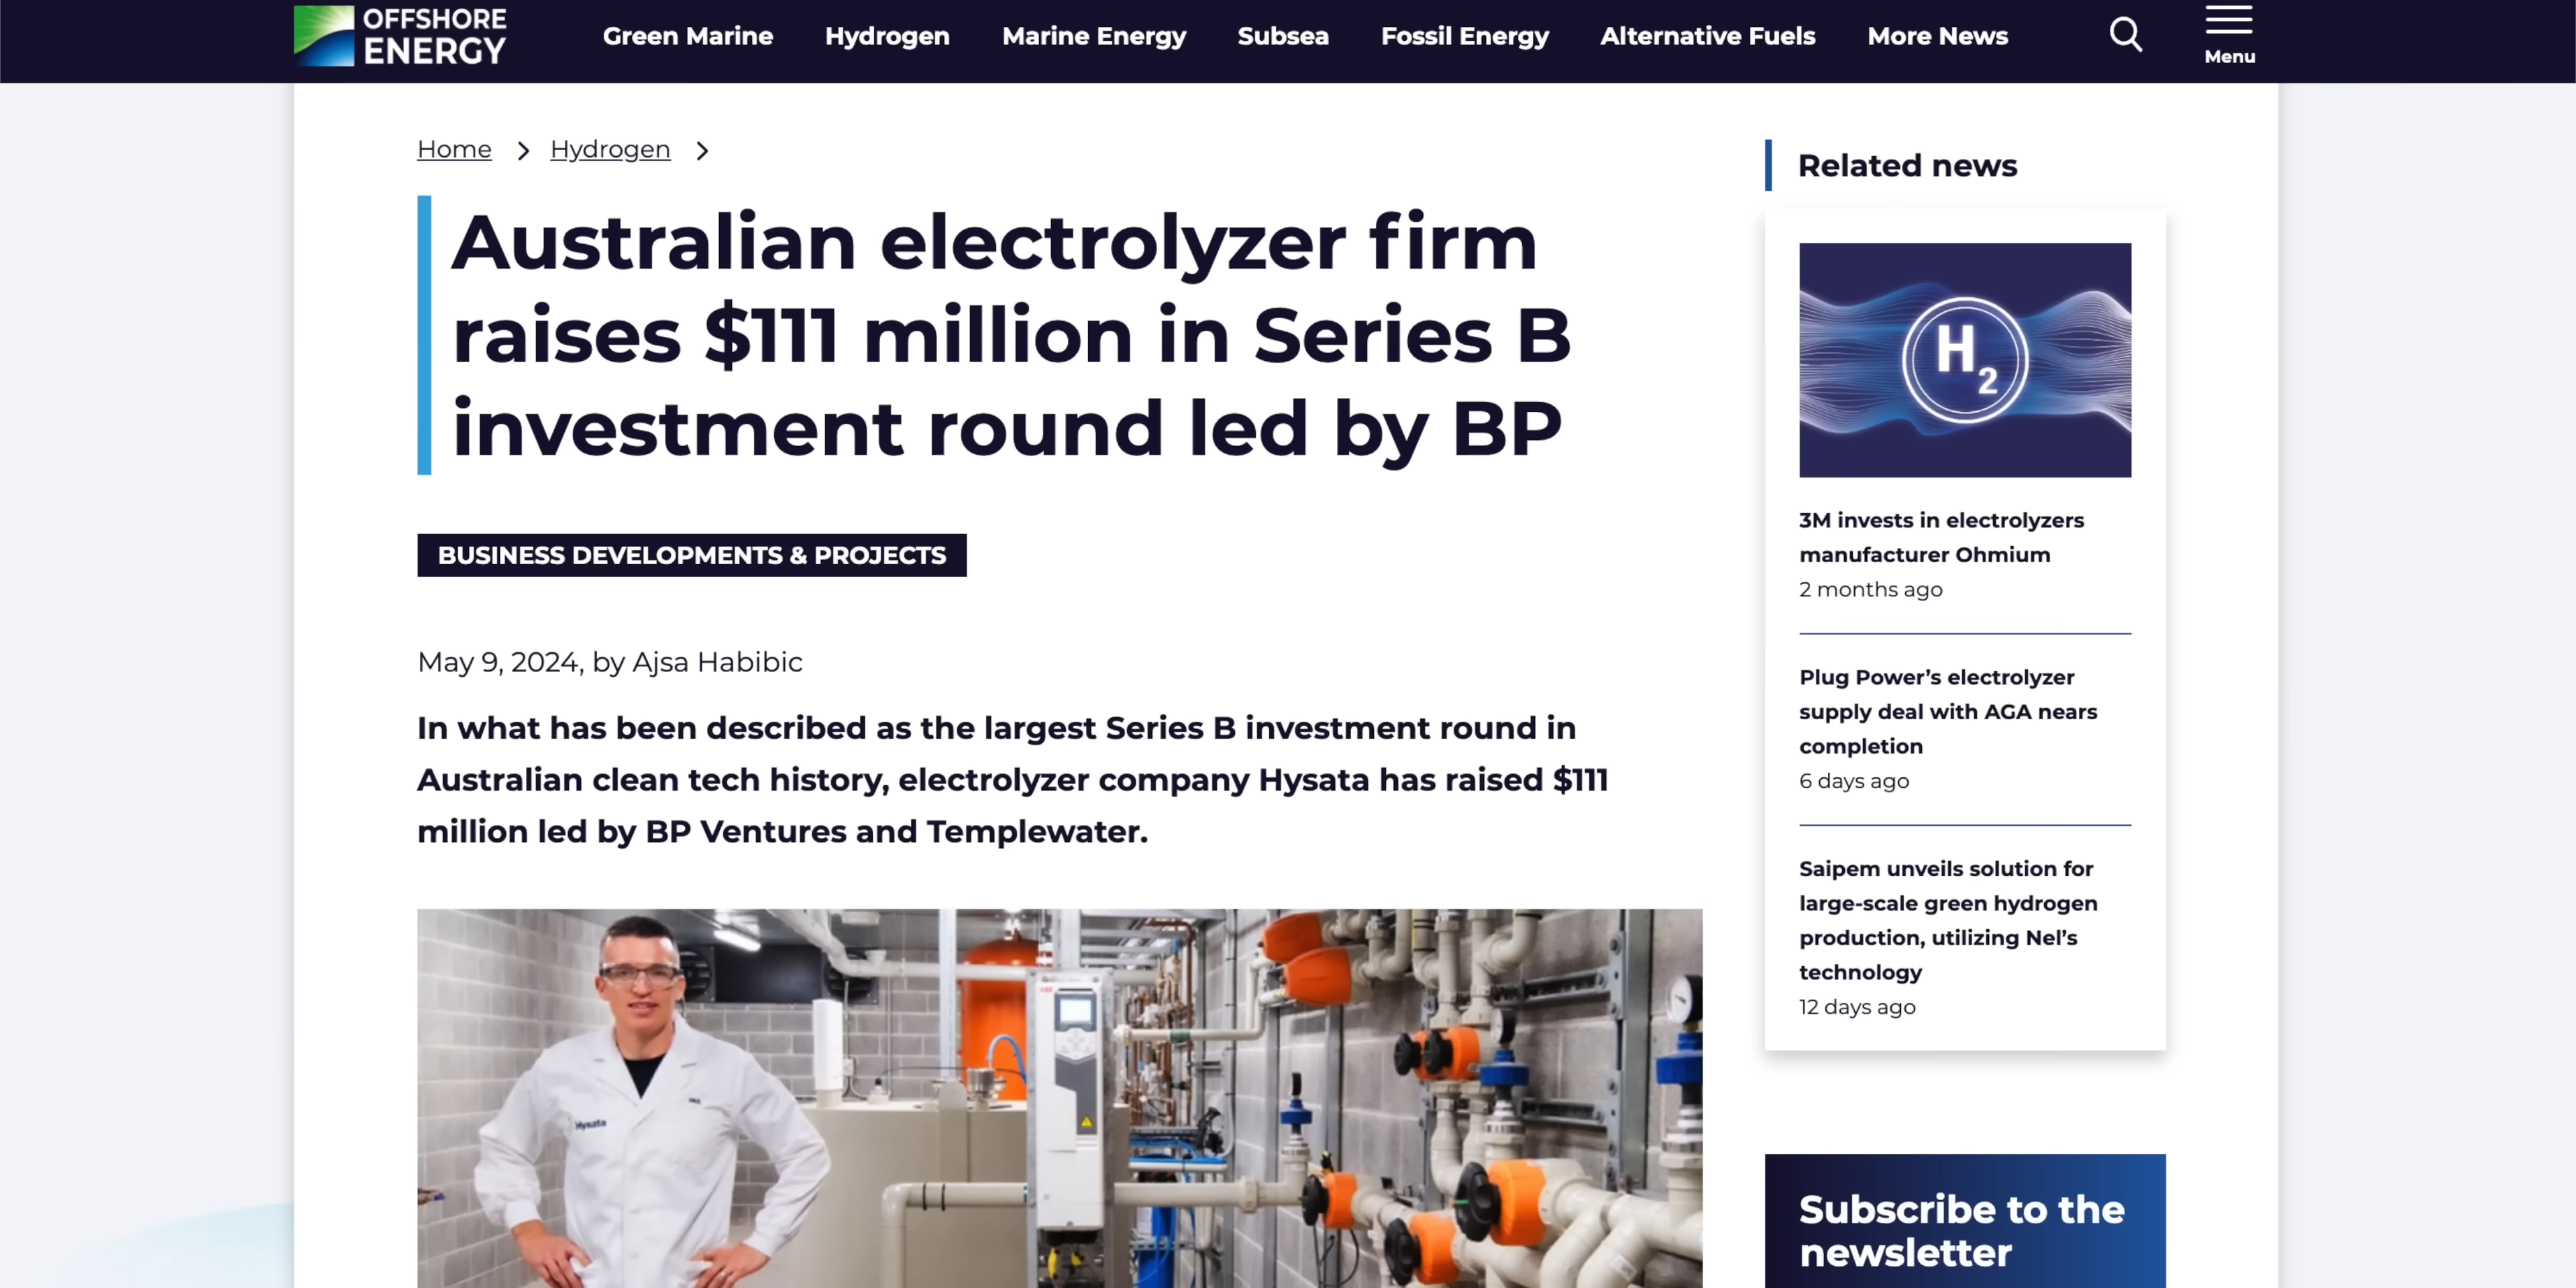 OFFSHORE
ENERGY
Green Marine
Hydrogen
Marine Energy
Subsea
Fossil Energy
Alternative Fuels
More News
Menu
Home
Hydrogen
Australian electrolyzer firm
raises $111 million in Series B
investment round led by BP
BUSINESS DEVELOPMENTS & PROJECTS
May 9, 2024, by Ajsa Habibic
In what has been described as the largest Series B investment round in
Australian clean tech history, electrolyzer company Hysata has raised $111
million led by BP Ventures and Templewater.
Hysata
ABB
Related news
H2
3M invests in electrolyzers
manufacturer Ohmium
2 months ago
Plug Power’s electrolyzer
supply deal with AGA nears
completion
6 days ago
Saipem unveils solution for
large-scale green hydrogen
production, utilizing Nel’s
technology
12 days ago
Subscribe to the
newsletter